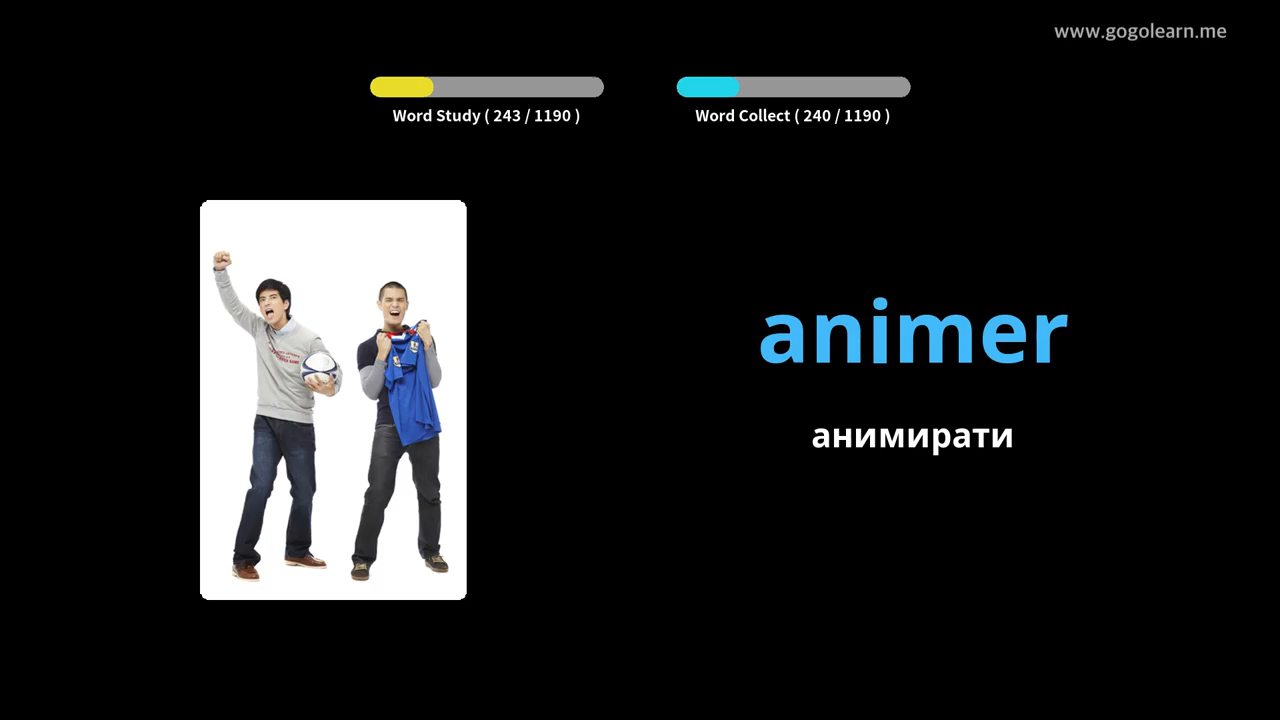 www.gogolearn.me
Word Study ( 243 / 1190 )
Word Collect ( 240 / 1190 )
animer
анимирати